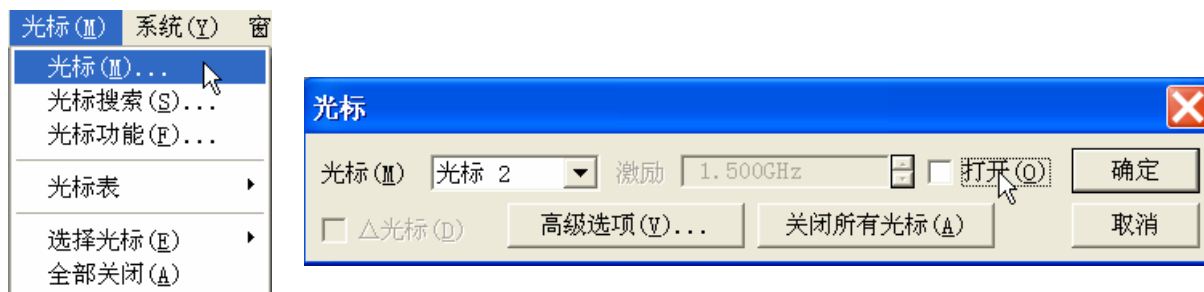 光标(M) 系统(Y) 窗
光标(M)...
光标搜索(S)...
光标功能(F)...
光标表
选择光标(E)
全部关闭(A)
光标
光标(M) 光标 2 激励 1.500GHz 打开(O) 确定
△光标(D) 高级选项(V)... 关闭所有光标(A) 取消